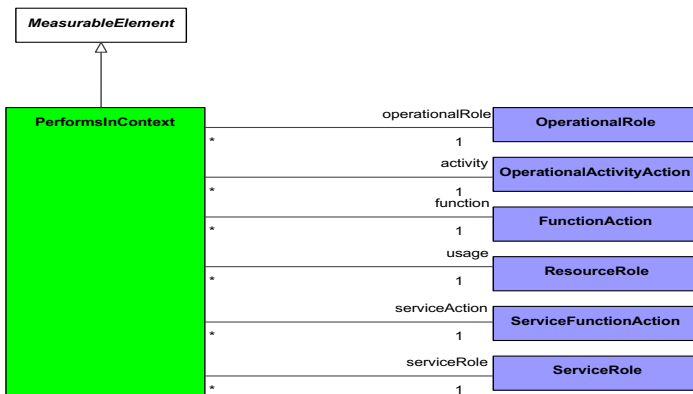 MeasurableElement
PerformsInContext
operationalRole
OperationalRole
* 1
activity
OperationalActivityAction
* 1
function
FunctionAction
* 1
usage
ResourceRole
* 1
serviceAction
ServiceFunctionAction
* 1
serviceRole
ServiceRole
* 1